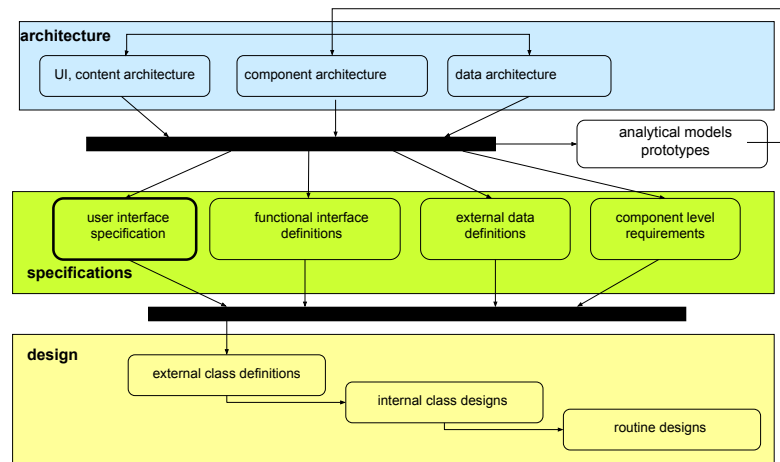 architecture
UI, content architecture
component architecture
data architecture
analytical models
prototypes
user interface
specification
functional interface
definitions
external data
definitions
component level
requirements
specifications
design
external class definitions
internal class designs
routine designs